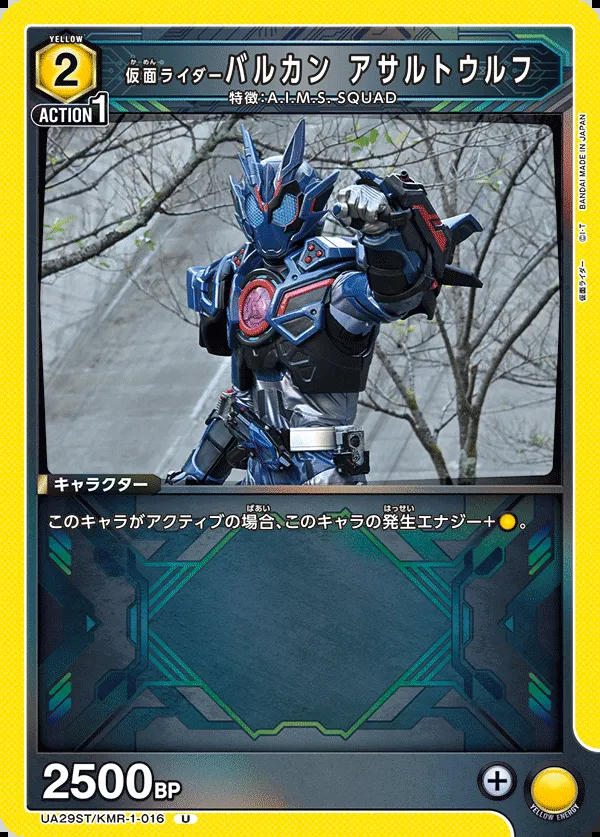 YELLOW
2
ACTION 1
か めん
仮面ライダーバルカン アサルトウルフ
特徴:A.I.M.S. SQUAD
仮面ライダー ©I・T BANDAI MADE IN JAPAN
キャラクター
ばあい はっせい
このキャラがアクティブの場合、このキャラの発生エナジー+。
2500BP
+
YELLOW ENERGY
UA29ST/KMR-1-016 U